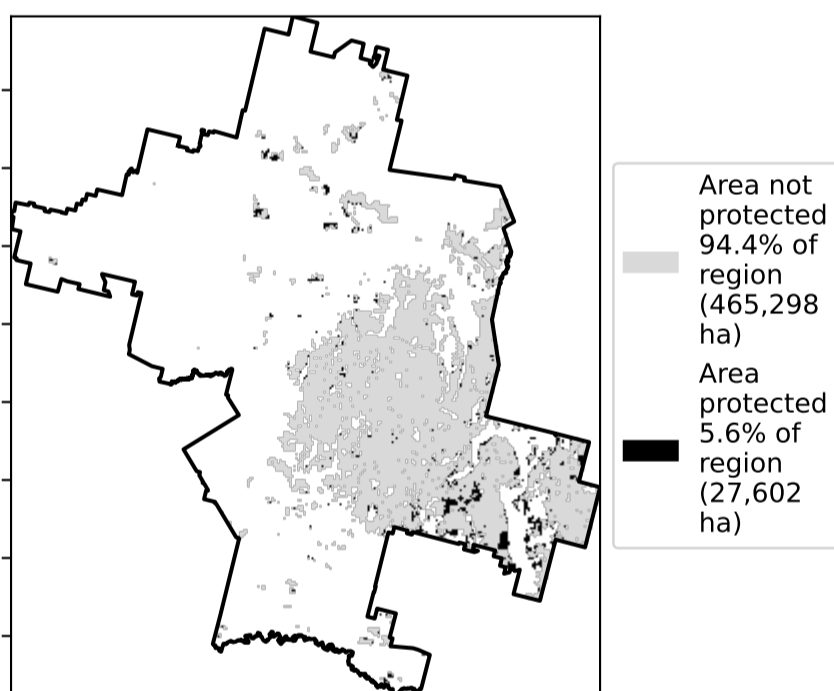 Area not
protected
94.4% of
region
(465,298
ha)
Area
protected
5.6% of
region
(27,602
ha)